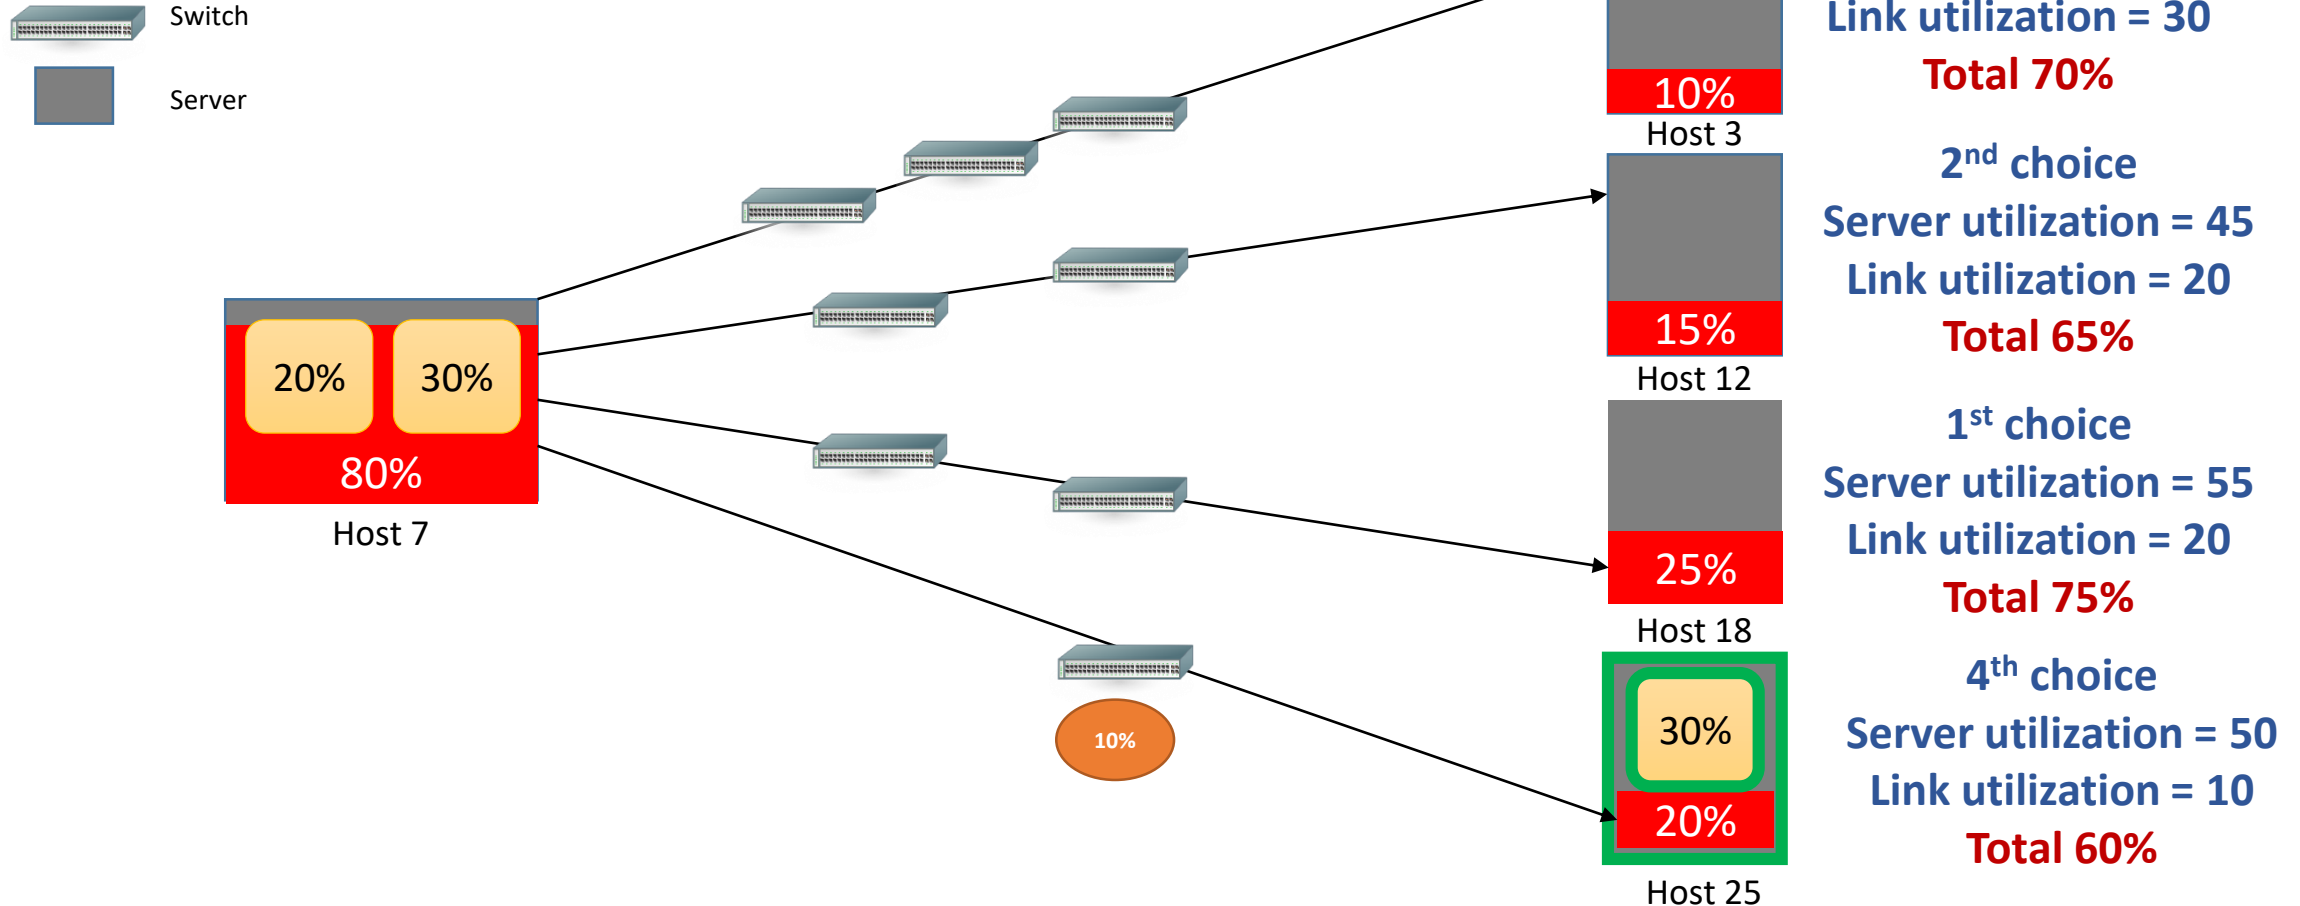 Switch
Server
Link utilization = 30
Total 70%
10%
Host 3
2nd choice
Server utilization = 45
Link utilization = 20
Total 65%
15%
Host 12
20%
30%
80%
Host 7
1st choice
Server utilization = 55
Link utilization = 20
Total 75%
25%
Host 18
4th choice
Server utilization = 50
Link utilization = 10
Total 60%
30%
20%
10%
Host 25